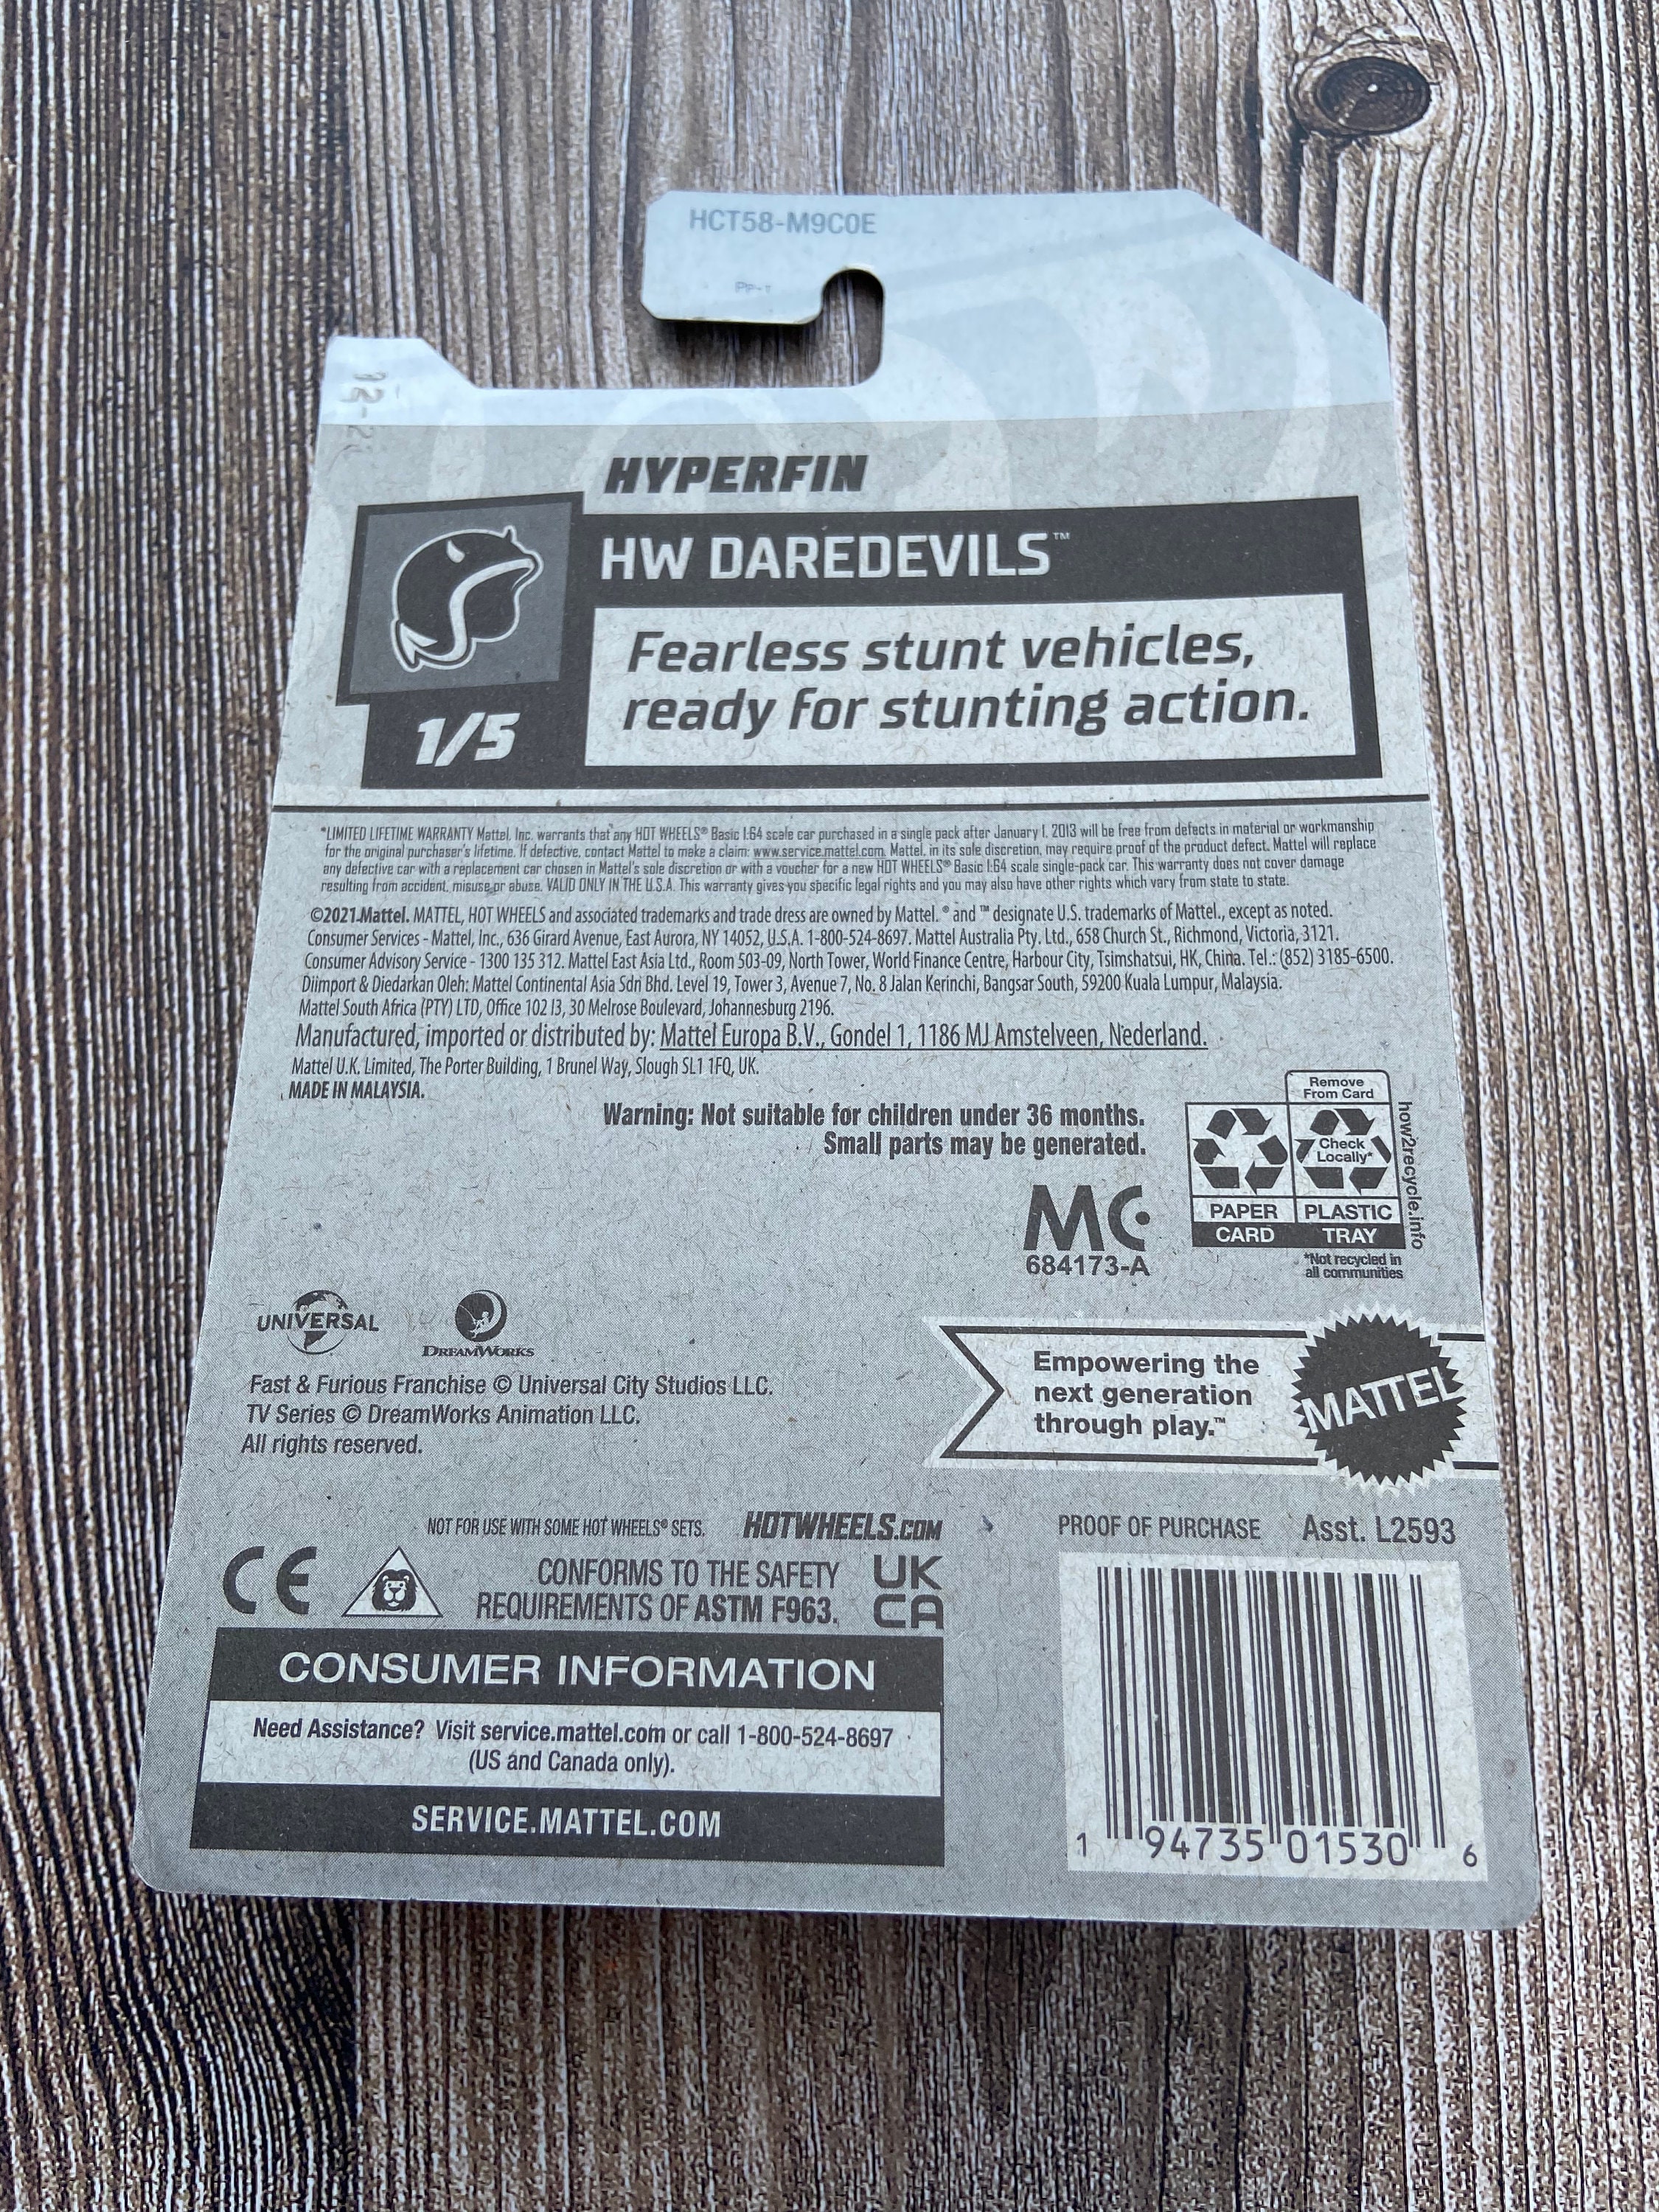 HCT58-M9C0E
PP-T
HYPERFIN
HW DAREDEVILS™
Fearless stunt vehicles,
ready for stunting action.
1/5
*LIMITED LIFETIME WARRANTY Mattel, Inc. warrants that any HOT WHEELS® Basic 1:64 scale car purchased in a single pack after January 1, 2013 will be free from defects in material or workmanship
for the original purchaser's lifetime. If defective, contact Mattel to make a claim: www.service.mattel.com. Mattel, in its sole discretion, may require proof of the product defect. Mattel will replace
any defective car with a replacement car chosen in Mattel's sole discretion or with a voucher for a new HOT WHEELS® Basic 1:64 scale single-pack car. This warranty does not cover damage
resulting from accident, misuse or abuse. VALID ONLY IN THE U.S.A. This warranty gives you specific legal rights and you may also have other rights which vary from state to state.
©2021 Mattel. MATTEL, HOT WHEELS and associated trademarks and trade dress are owned by Mattel. ® and ™ designate U.S. trademarks of Mattel., except as noted.
Consumer Services - Mattel, Inc., 636 Girard Avenue, East Aurora, NY 14052, U.S.A. 1-800-524-8697. Mattel Australia Pty. Ltd., 658 Church St., Richmond, Victoria, 3121.
Consumer Advisory Service - 1300 135 312. Mattel East Asia Ltd., Room 503-09, North Tower, World Finance Centre, Harbour City, Tsimshatsui, HK, China. Tel.: (852) 3185-6500.
Diimport & Diedarkan Oleh: Mattel Continental Asia Sdn Bhd. Level 19, Tower 3, Avenue 7, No. 8 Jalan Kerinchi, Bangsar South, 59200 Kuala Lumpur, Malaysia.
Mattel South Africa (PTY) LTD, Office 102 I3, 30 Melrose Boulevard, Johannesburg 2196.
Manufactured, imported or distributed by: Mattel Europa B.V., Gondel 1, 1186 MJ Amstelveen, Nederland.
Mattel U.K. Limited, The Porter Building, 1 Brunel Way, Slough SL1 1FQ, UK.
MADE IN MALAYSIA.
Warning: Not suitable for children under 36 months.
Small parts may be generated.
Remove
From Card
Check
Locally*
PAPER
PLASTIC
CARD
TRAY
how2recycle.info
*Not recycled in
all communities
MC
684173-A
UNIVERSAL
DREAMWORKS
Fast & Furious Franchise © Universal City Studios LLC.
TV Series © DreamWorks Animation LLC.
All rights reserved.
Empowering the
next generation
through play.™
MATTEL
NOT FOR USE WITH SOME HOT WHEELS® SETS.
HOTWHEELS.COM
PROOF OF PURCHASE Asst. L2593
CE
CONFORMS TO THE SAFETY
REQUIREMENTS OF ASTM F963.
UK
CA
CONSUMER INFORMATION
Need Assistance? Visit service.mattel.com or call 1-800-524-8697
(US and Canada only).
SERVICE.MATTEL.COM
1 94735 01530 6